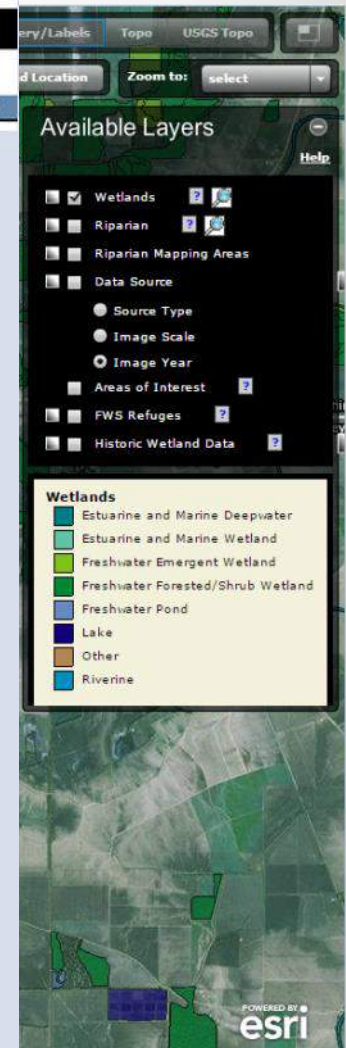 ery/Labels Topo USGS Topo
d Location Zoom to: select
Available Layers
Help
Wetlands ?
Riparian ?
Riparian Mapping Areas
Data Source
Source Type
Image Scale
Image Year
Areas of Interest ?
FWS Refuges ?
Historic Wetland Data ?
Wetlands
Estuarine and Marine Deepwater
Estuarine and Marine Wetland
Freshwater Emergent Wetland
Freshwater Forested/Shrub Wetland
Freshwater Pond
Lake
Other
Riverine
POWERED BY
esri